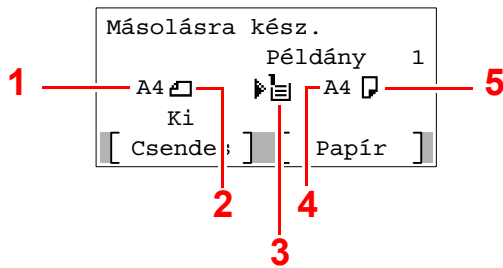 Másolásra kész.
Példány 1
1 A4 A4 5
Ki
[ Csendes ] [ Papír ]
2 4
3